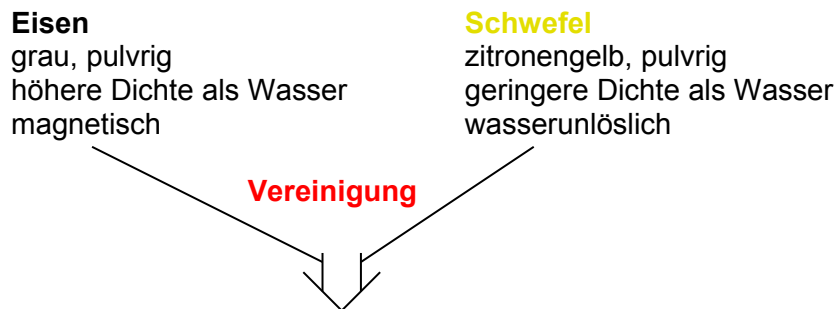 Eisen
grau, pulvrig
höhere Dichte als Wasser
magnetisch
Schwefel
zitronengelb, pulvrig
geringere Dichte als Wasser
wasserunlöslich
Vereinigung